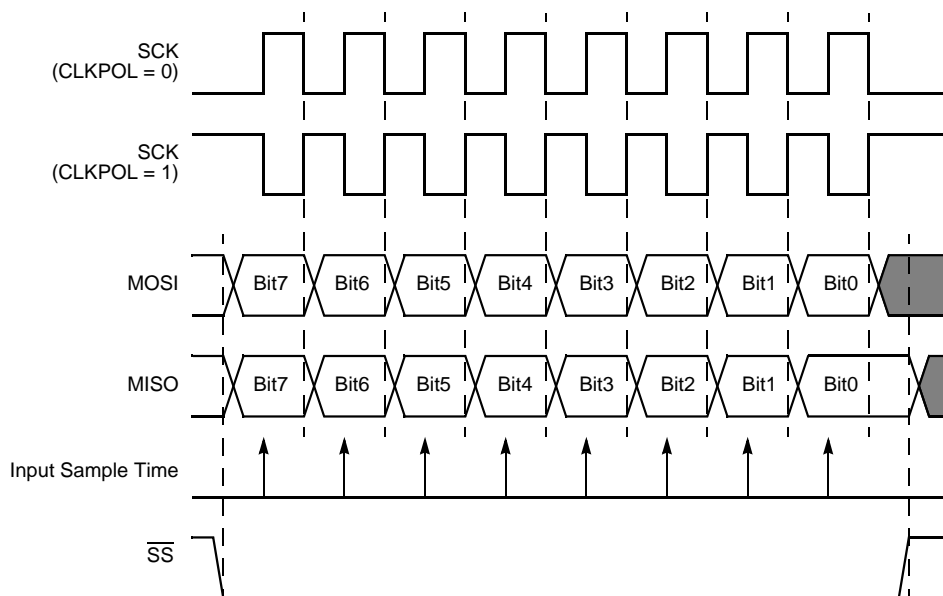 SCK
(CLKPOL = 0)
SCK
(CLKPOL = 1)
MOSI
Bit7 Bit6 Bit5 Bit4 Bit3 Bit2 Bit1 Bit0
MISO
Bit7 Bit6 Bit5 Bit4 Bit3 Bit2 Bit1 Bit0
Input Sample Time
SS